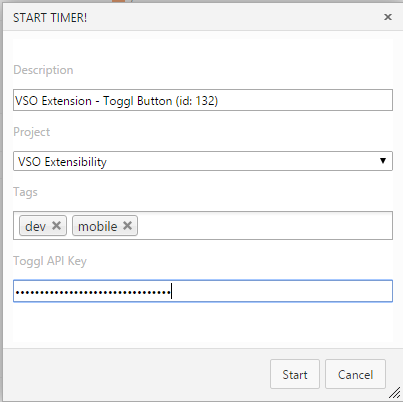 START TIMER!
Description
VSO Extension - Toggl Button (id: 132)
Project
VSO Extensibility
Tags
dev mobile
Toggl API Key
Start Cancel